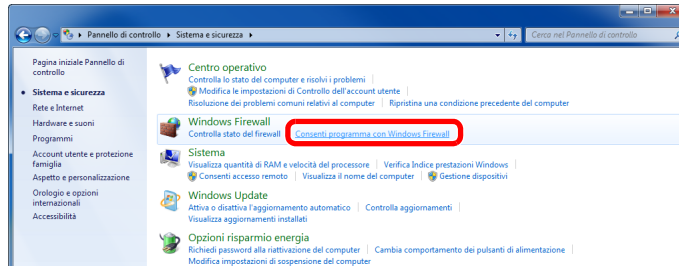 Pannello di controllo Sistema e sicurezza
Cerca nel Pannello di controllo
Pagina iniziale Pannello di
controllo
Sistema e sicurezza
Rete e Internet
Hardware e suoni
Programmi
Account utente e protezione
famiglia
Aspetto e personalizzazione
Orologio e opzioni
internazionali
Accessibilità
Centro operativo
Controlla lo stato del computer e risolvi i problemi
Modifica le impostazioni di Controllo dell'account utente
Risoluzione dei problemi comuni relativi al computer Ripristina una condizione precedente del computer
Windows Firewall
Controlla stato del firewall Consenti programma con Windows Firewall
Sistema
Visualizza quantità di RAM e velocità del processore Verifica Indice prestazioni Windows
Consenti accesso remoto Visualizza il nome del computer Gestione dispositivi
Windows Update
Attiva o disattiva l'aggiornamento automatico Controlla aggiornamenti
Visualizza aggiornamenti installati
Opzioni risparmio energia
Richiedi password alla riattivazione del computer Cambia comportamento dei pulsanti di alimentazione
Modifica impostazioni di sospensione del computer